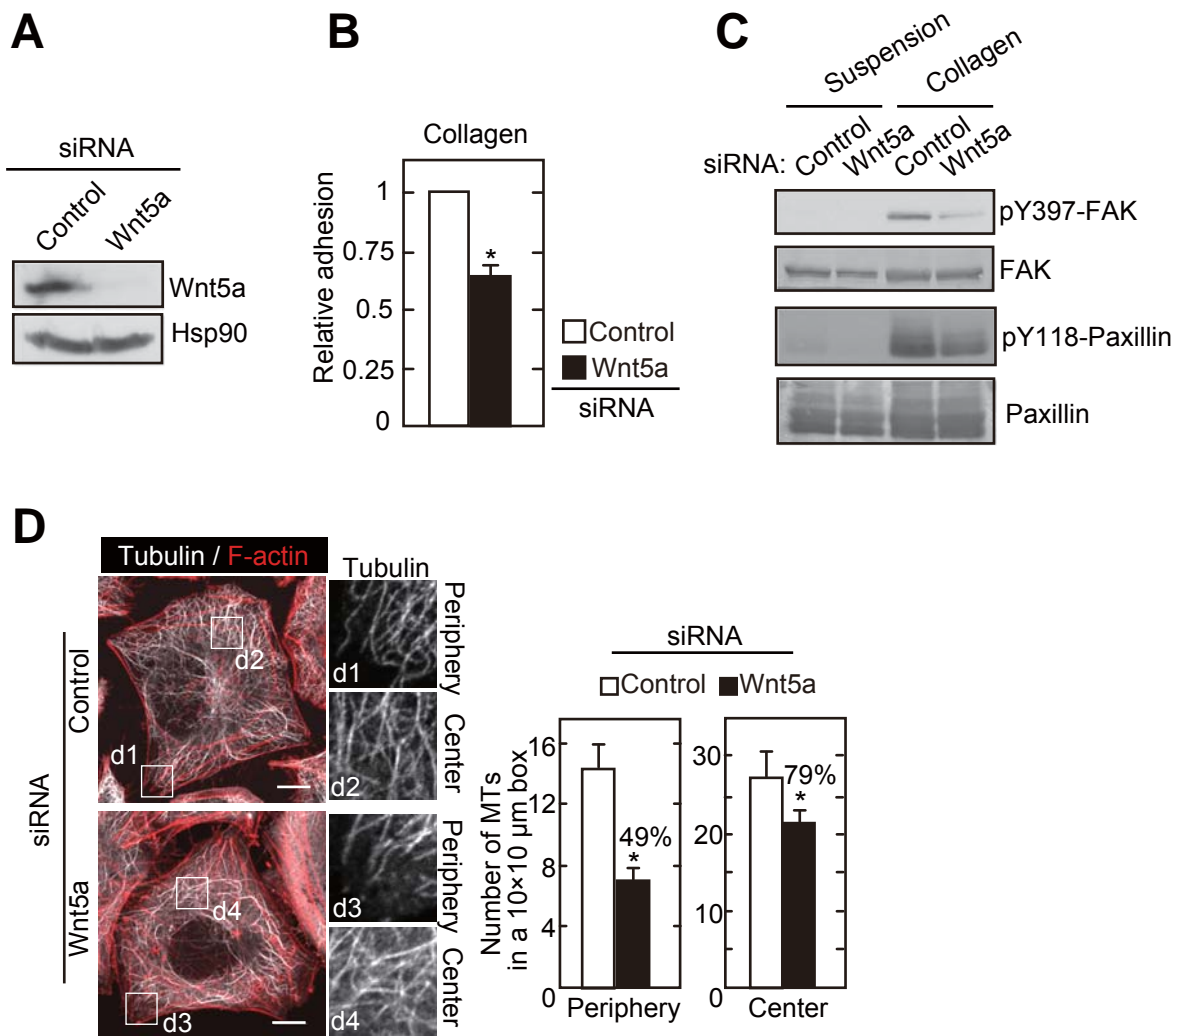 A
siRNA
Control
Wnt5a
Wnt5a
Hsp90
B
Collagen
Relative adhesion
1
0.75
0.5
0.25
0
*
Control
Wnt5a
siRNA
C
Suspension
Collagen
siRNA:
Control
Wnt5a
Control
Wnt5a
pY397-FAK
FAK
pY118-Paxillin
Paxillin
D
Tubulin / F-actin
Tubulin
siRNA
Control
Wnt5a
d2
d1
d4
d3
d1
Periphery
d2
Center
d3
Periphery
d4
Center
siRNA
Control
Wnt5a
Number of MTs
in a 10×10 µm box
16
12
8
4
0
49%
*
Periphery
30
20
10
0
79%
*
Center